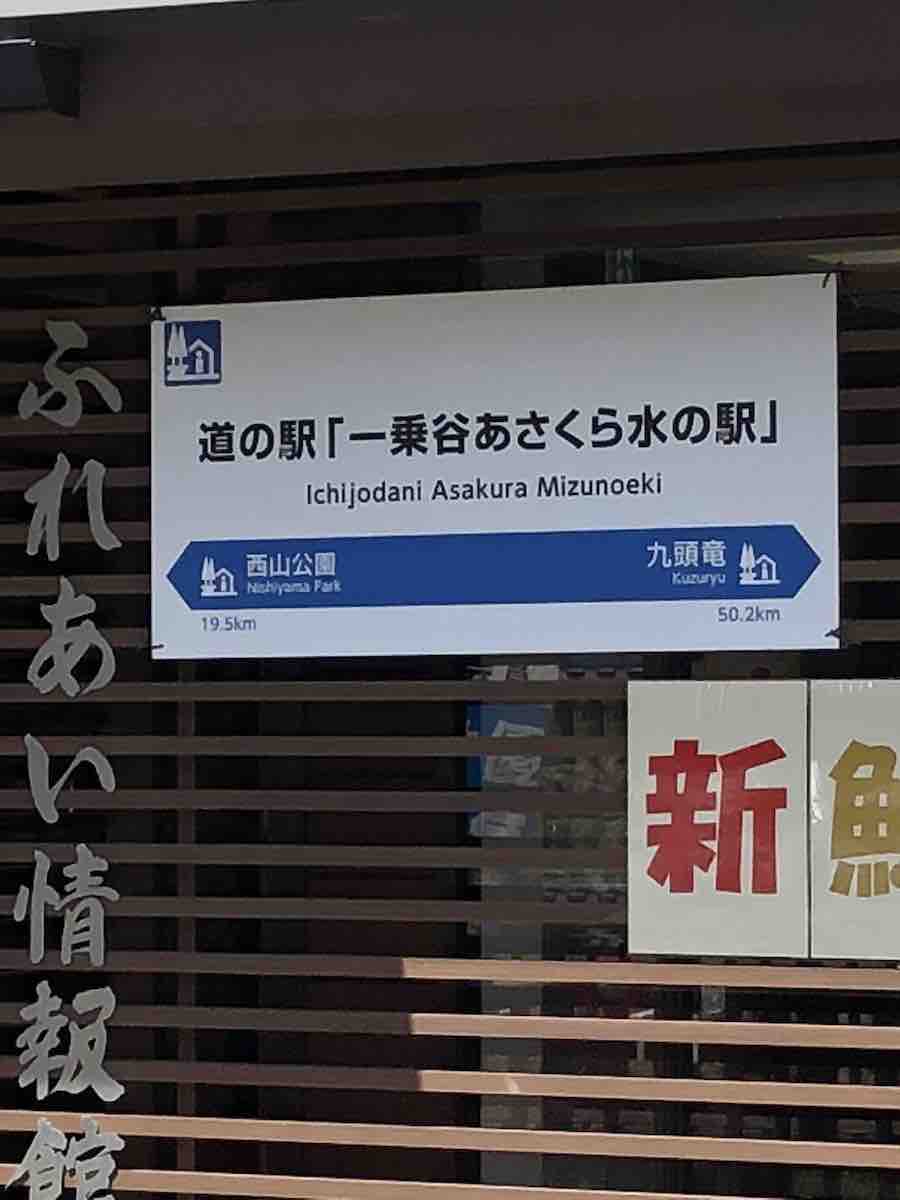 道の駅「一乗谷あさくら水の駅」
Ichijodani Asakura Mizunoeki
西山公園
Nishiyama Park
19.5km
九頭竜
Kuzuryu
50.2km
ふれあい情報館
新鮮